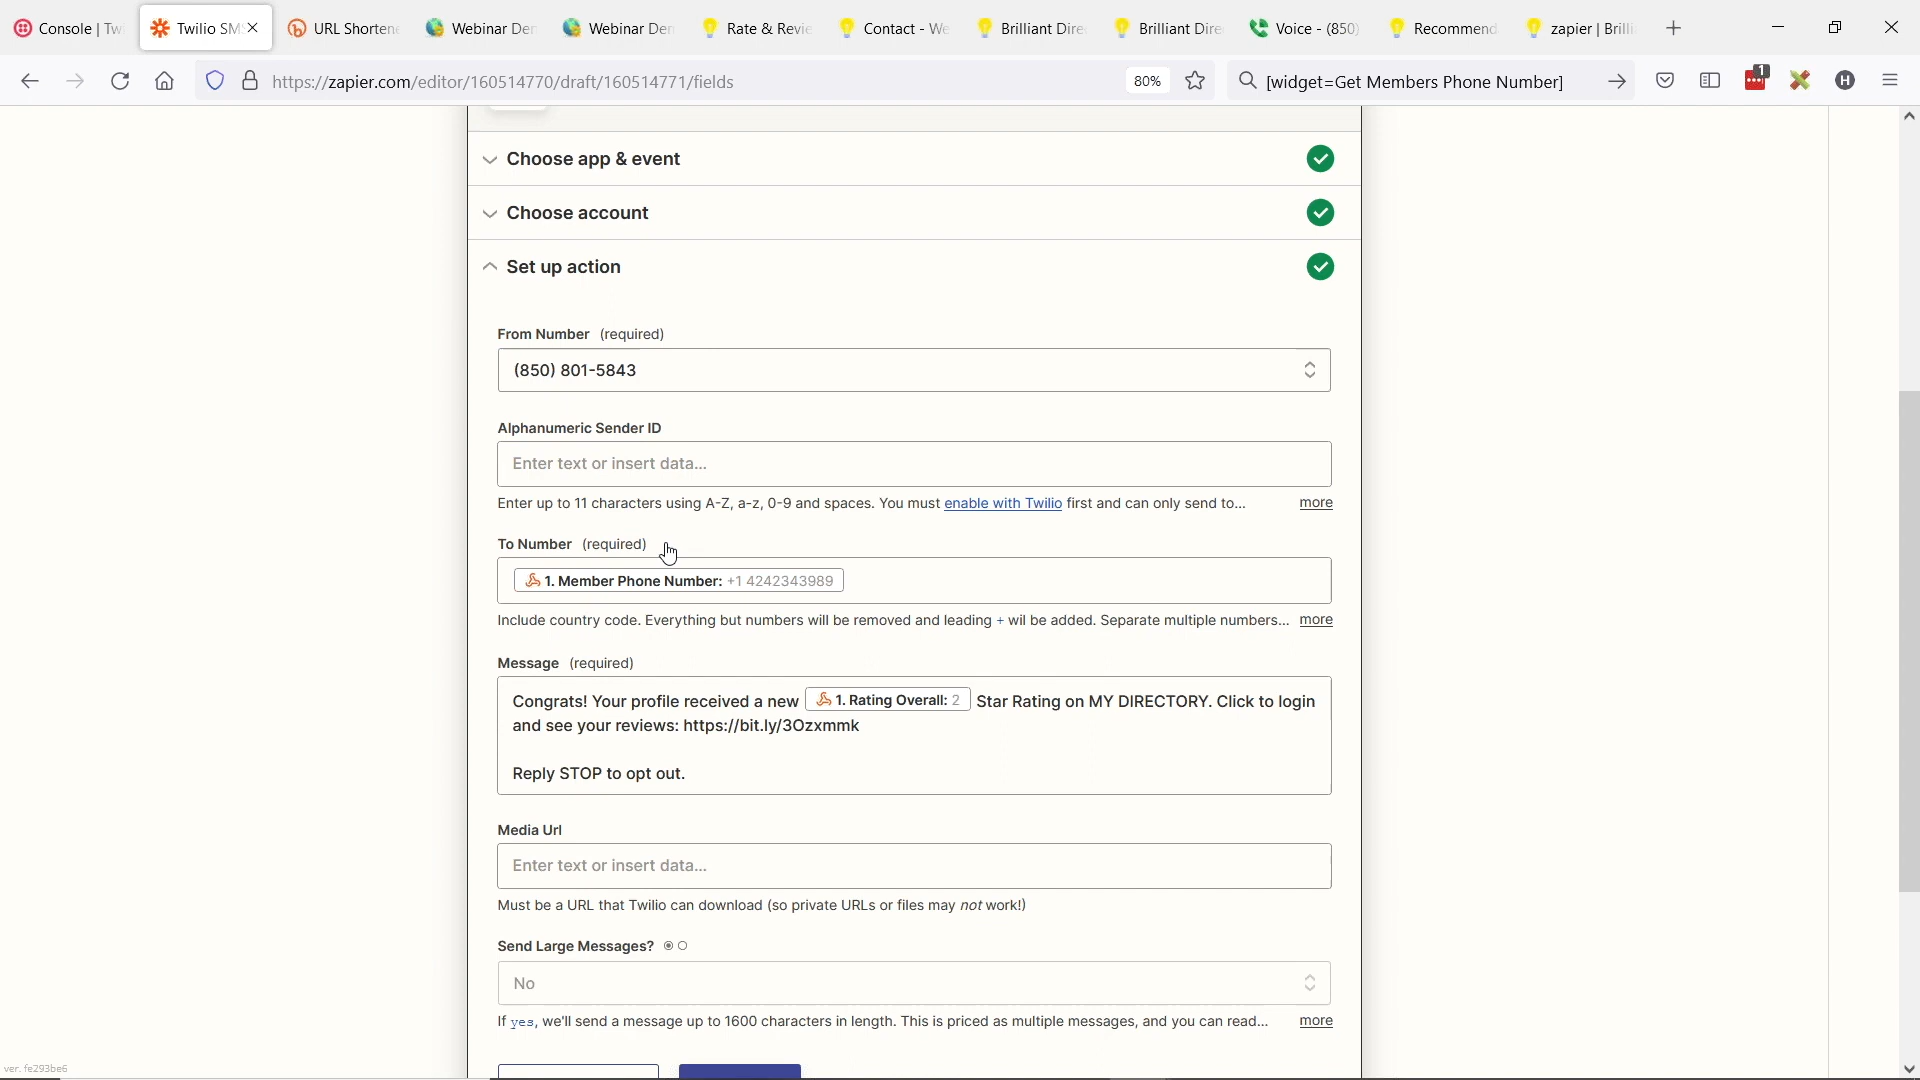 Console | Tw
Twilio SMS
URL Shortene
Webinar Den
Webinar Den
Rate & Revie
Contact - We
Brilliant Dire
Brilliant Dire
Voice - (850)
Recommend
zapier | Brilli
https://zapier.com/editor/160514770/draft/160514771/fields
80%
[widget=Get Members Phone Number]
1
H
Choose app & event
Choose account
Set up action
From Number (required)
(850) 801-5843
Alphanumeric Sender ID
Enter text or insert data...
Enter up to 11 characters using A-Z, a-z, 0-9 and spaces. You must enable with Twilio first and can only send to... more
To Number (required)
1. Member Phone Number: +1 4242343989
Include country code. Everything but numbers will be removed and leading + wil be added. Separate multiple numbers... more
Message (required)
Congrats! Your profile received a new 1. Rating Overall: 2 Star Rating on MY DIRECTORY. Click to login
and see your reviews: https://bit.ly/3Ozxmmk
Reply STOP to opt out.
Media Url
Enter text or insert data...
Must be a URL that Twilio can download (so private URLs or files may not work!)
Send Large Messages?
No
If yes, we'll send a message up to 1600 characters in length. This is priced as multiple messages, and you can read... more
ver. fe293be6